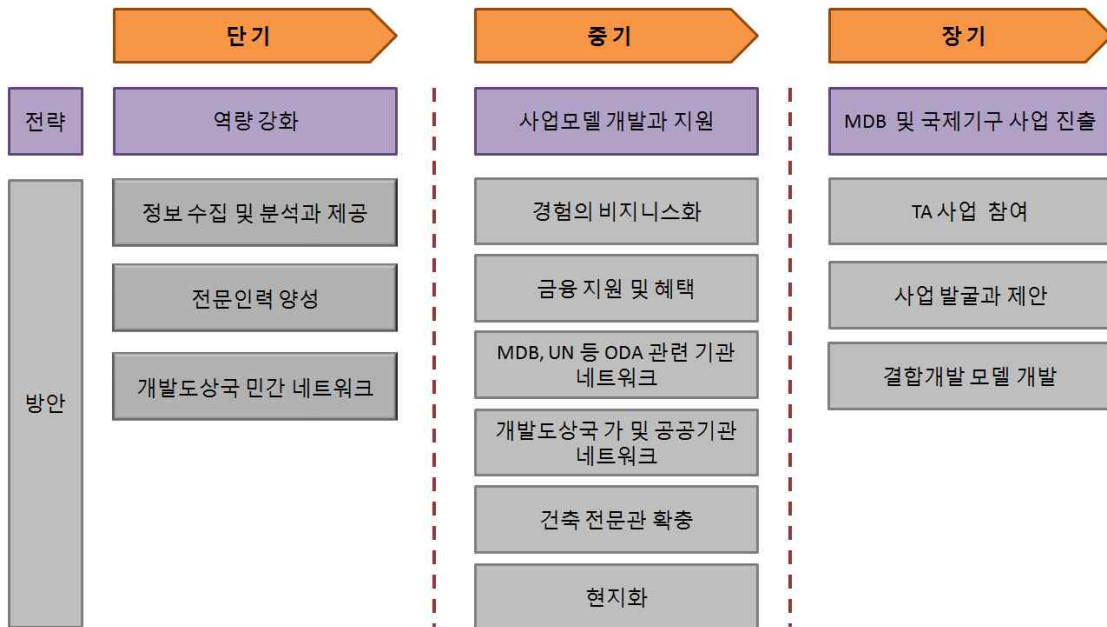 단기
중기
장기
전략
역량 강화
사업모델 개발과 지원
MDB 및 국제기구 사업 진출
방안
정보 수집 및 분석과 제공
전문인력 양성
개발도상국 민간 네트워크
경험의 비지니스화
금융 지원 및 혜택
MDB, UN 등 ODA 관련 기관
네트워크
개발도상국 가 및 공공기관
네트워크
건축 전문관 확충
현지화
TA 사업 참여
사업 발굴과 제안
결합개발 모델 개발